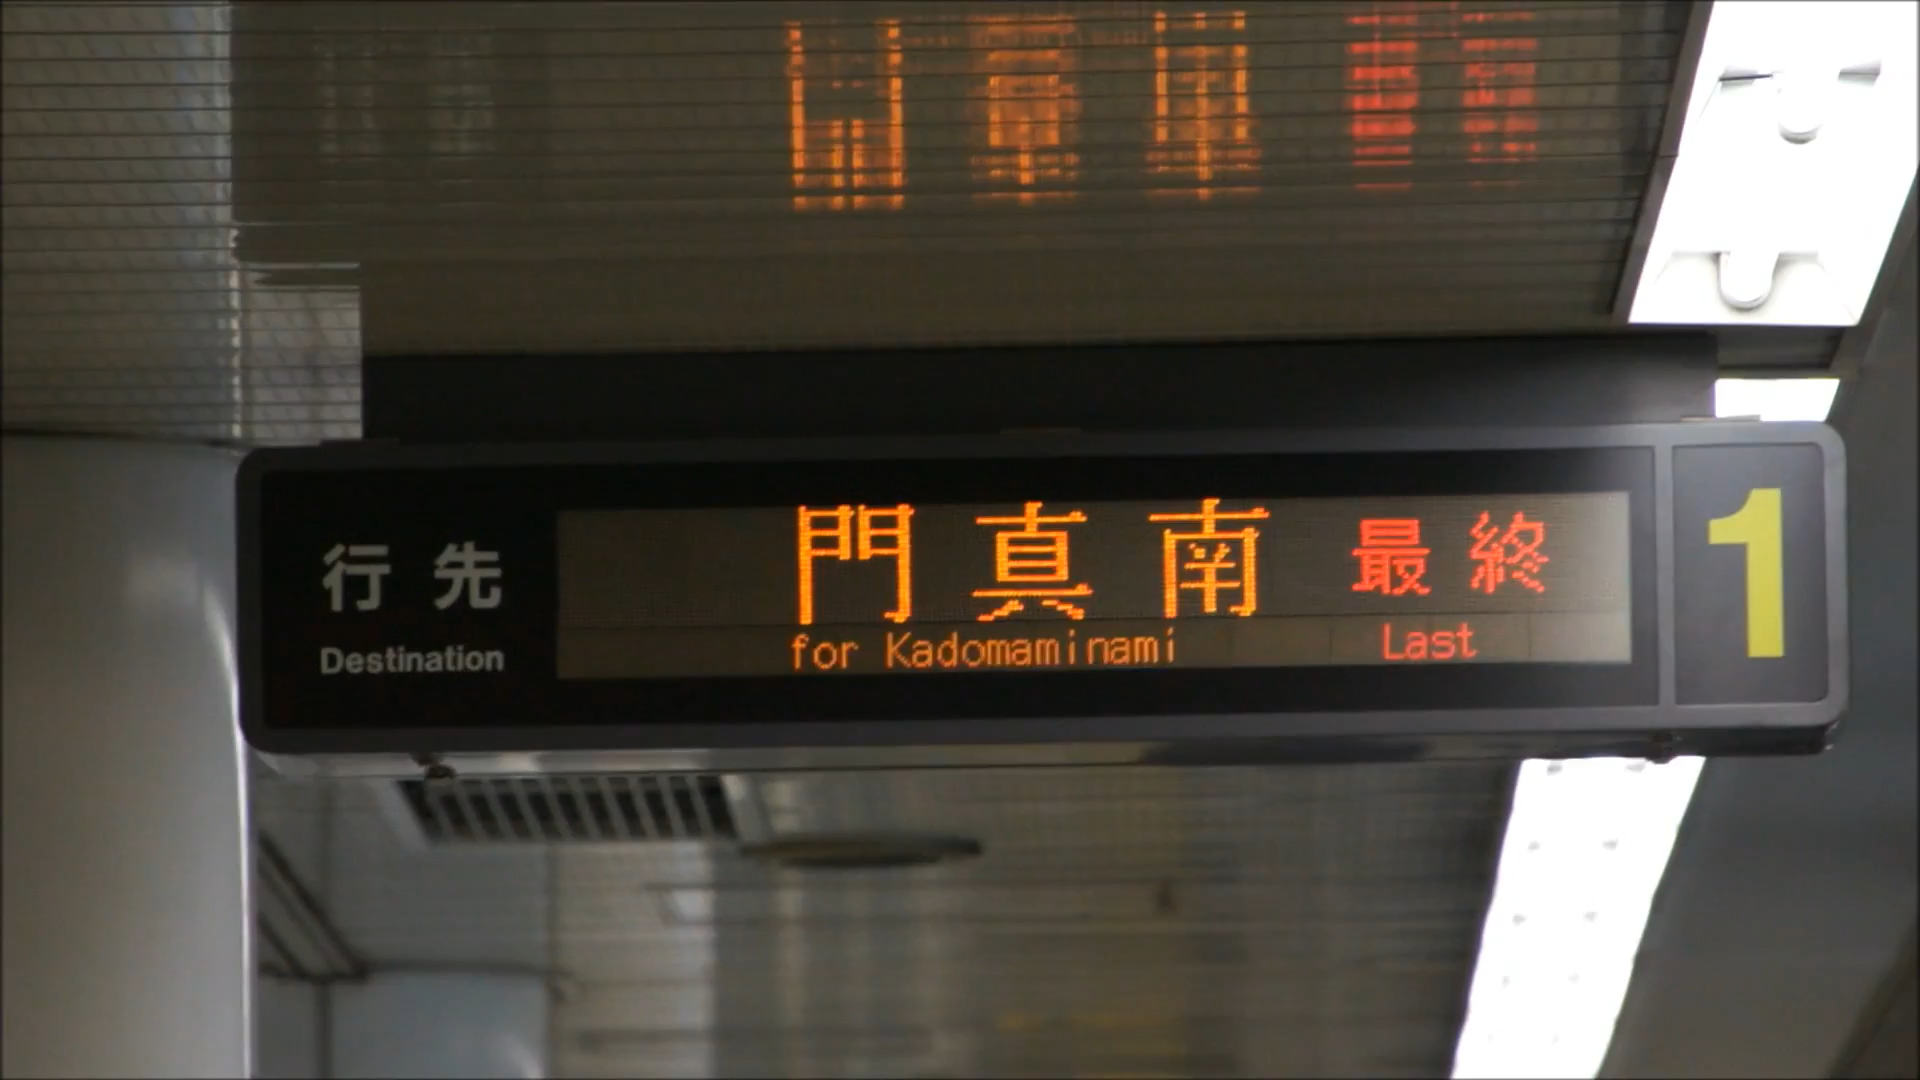 行先
Destination
門真南 最終
for Kadomaminami Last
1